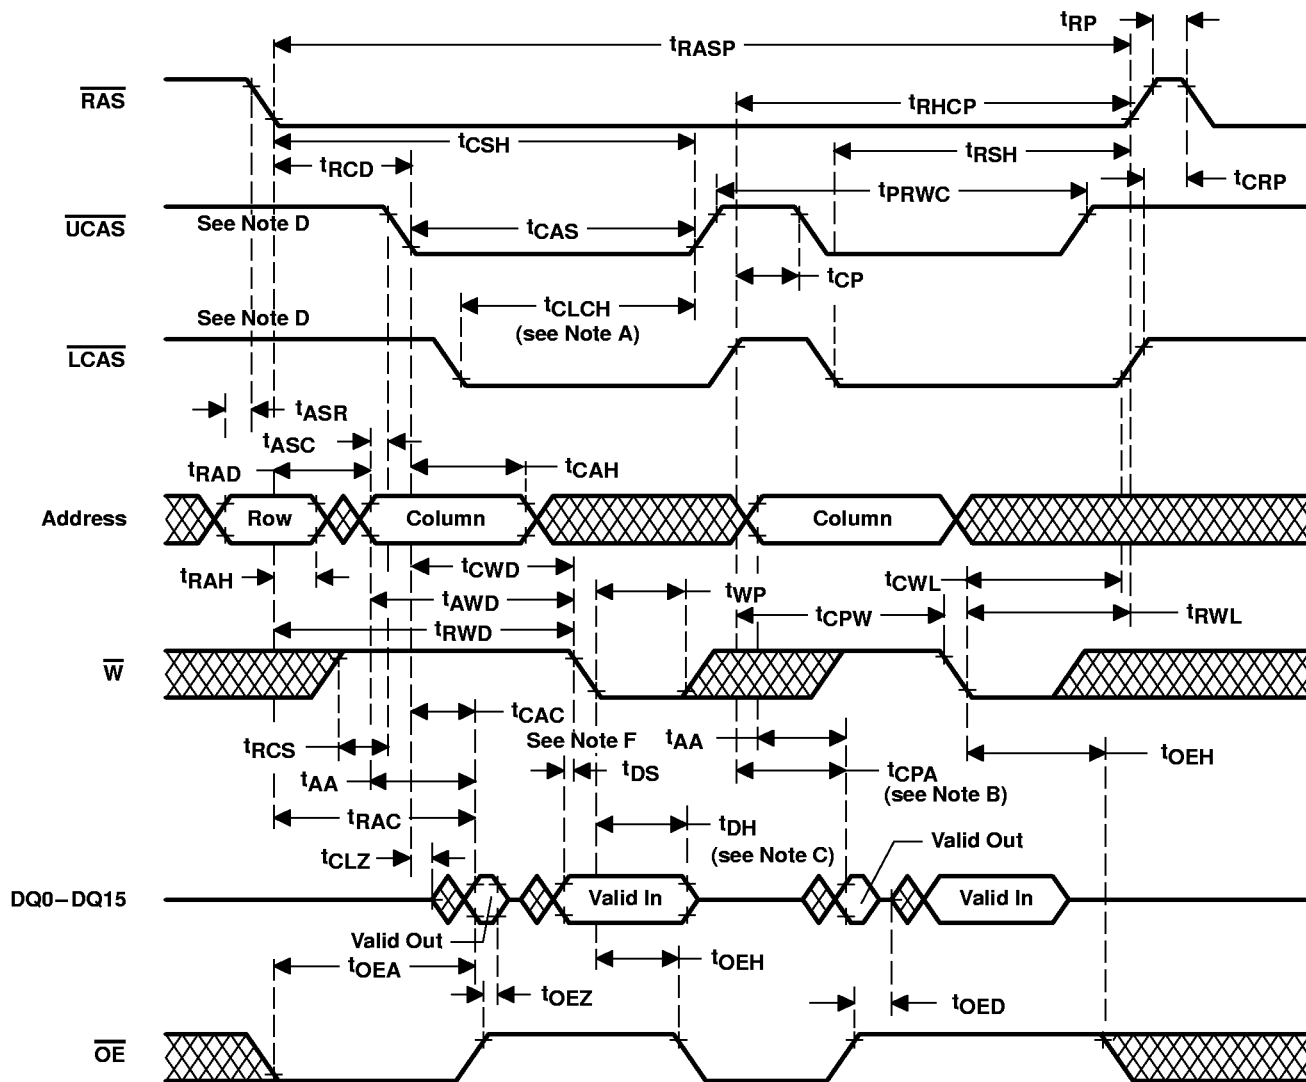 tRP
tRASP
RAS
tRHCP
tCSH
tRSH
tRCD
tCRP
tPRWC
UCAS
See Note D
tCAS
tCP
tCLCH
(see Note A)
See Note D
LCAS
tASR
tASC
tRAD
tCAH
Address
Row
Column
Column
tRAH
tCWD
tCWL
tWP
tAWD
tCPW
tRWL
tRWD
W
tCAC
See Note F
tAA
tRCS
tOEH
tDS
tAA
tCPA
(see Note B)
tRAC
tDH
(see Note C)
Valid Out
tCLZ
DQ0–DQ15
Valid In
Valid In
Valid Out
tOEA
tOEH
tOEZ
tOED
OE